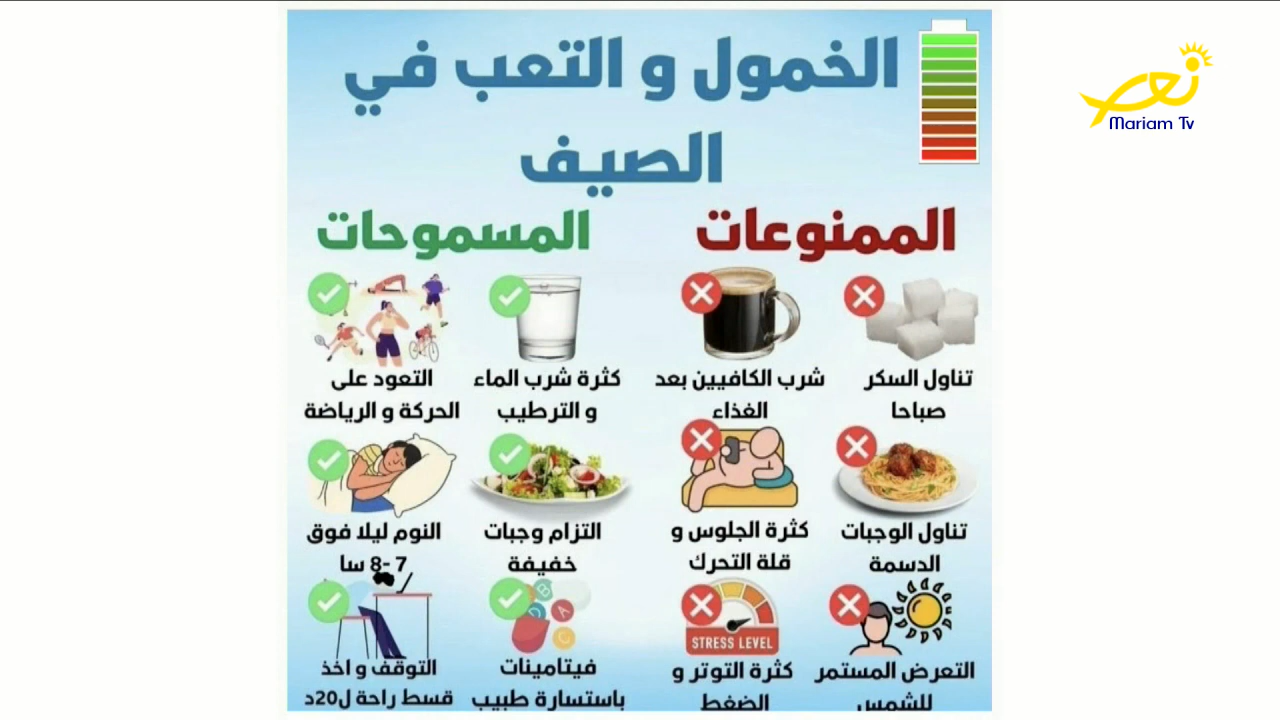 الخمول و التعب في
الصيف
نعم
Mariam Tv
الممنوعات
المسموحات
تناول السكر
صباحا
شرب الكافيين بعد
الغذاء
كثرة شرب الماء
و الترطيب
التعود على
الحركة و الرياضة
تناول الوجبات
الدسمة
كثرة الجلوس و
قلة التحرك
التزام وجبات
خفيفة
النوم ليلا فوق
7 -8 سا
STRESS LEVEL
B
D
A
C
التعرض المستمر
للشمس
كثرة التوتر و
الضغط
فيتامينات
باستسارة طبيب
التوقف و اخذ
قسط راحة ل20د